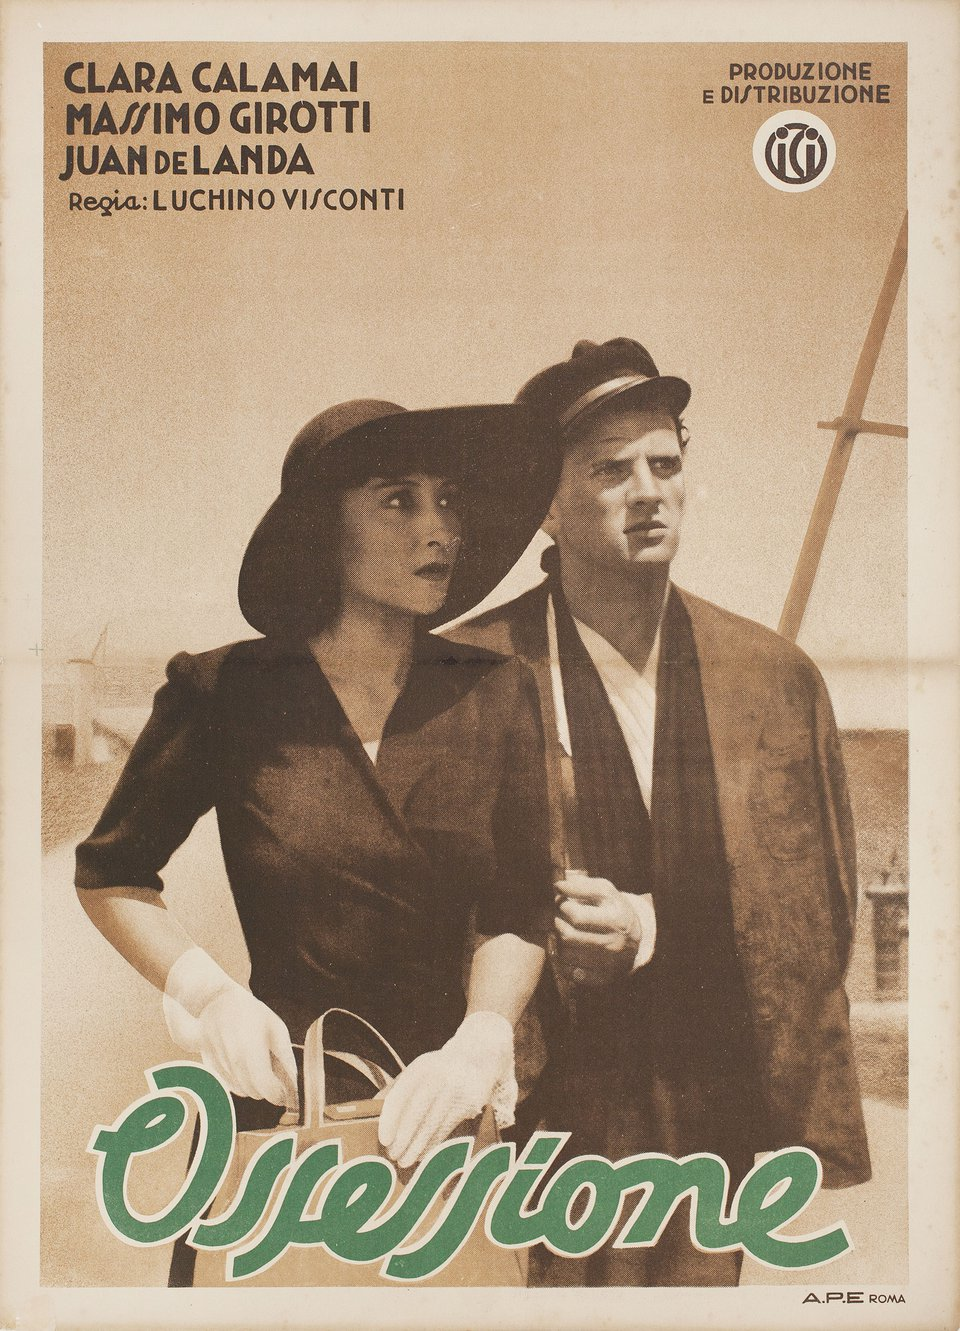 CLARA CALAMAI
MASSIMO GIROTTI
JUAN DE LANDA
Regia: LUCHINO VISCONTI
PRODUZIONE
E DISTRIBUZIONE
ici
Ossessione
A.P.E ROMA